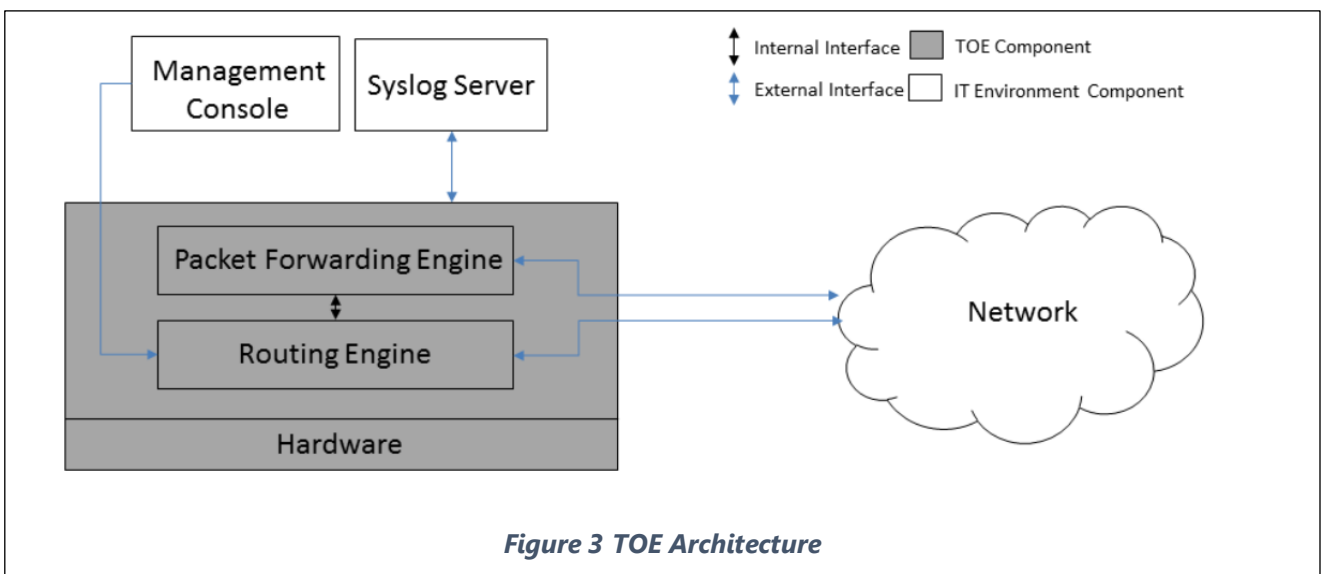 Management
Console
Syslog Server
Internal Interface
TOE Component
External Interface
IT Environment Component
Packet Forwarding Engine
Routing Engine
Hardware
Network
Figure 3 TOE Architecture